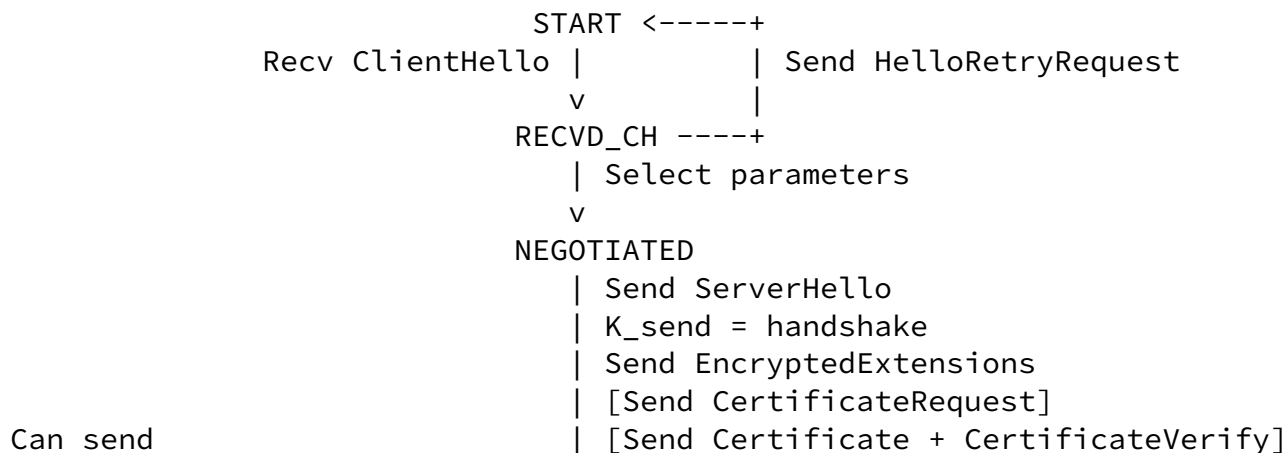 START <-----+
Recv ClientHello | | Send HelloRetryRequest
v |
RECVD_CH ----+
| Select parameters
v
NEGOTIATED
| Send ServerHello
| K_send = handshake
| Send EncryptedExtensions
| [Send CertificateRequest]
Can send | [Send Certificate + CertificateVerify]